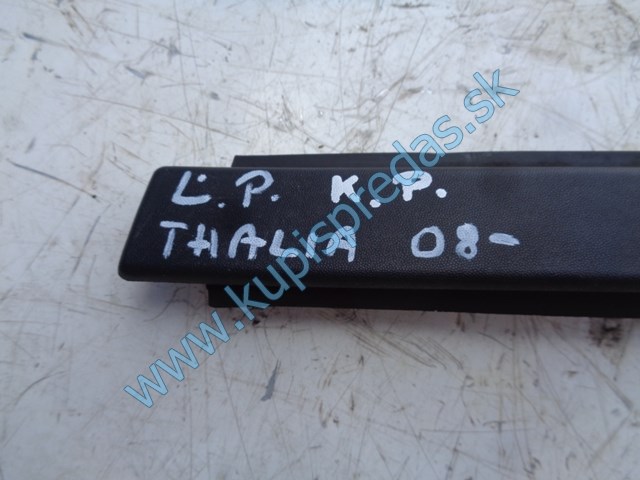 Ľ.P. K.P.
THALIA 08-
www.kupispredas.sk